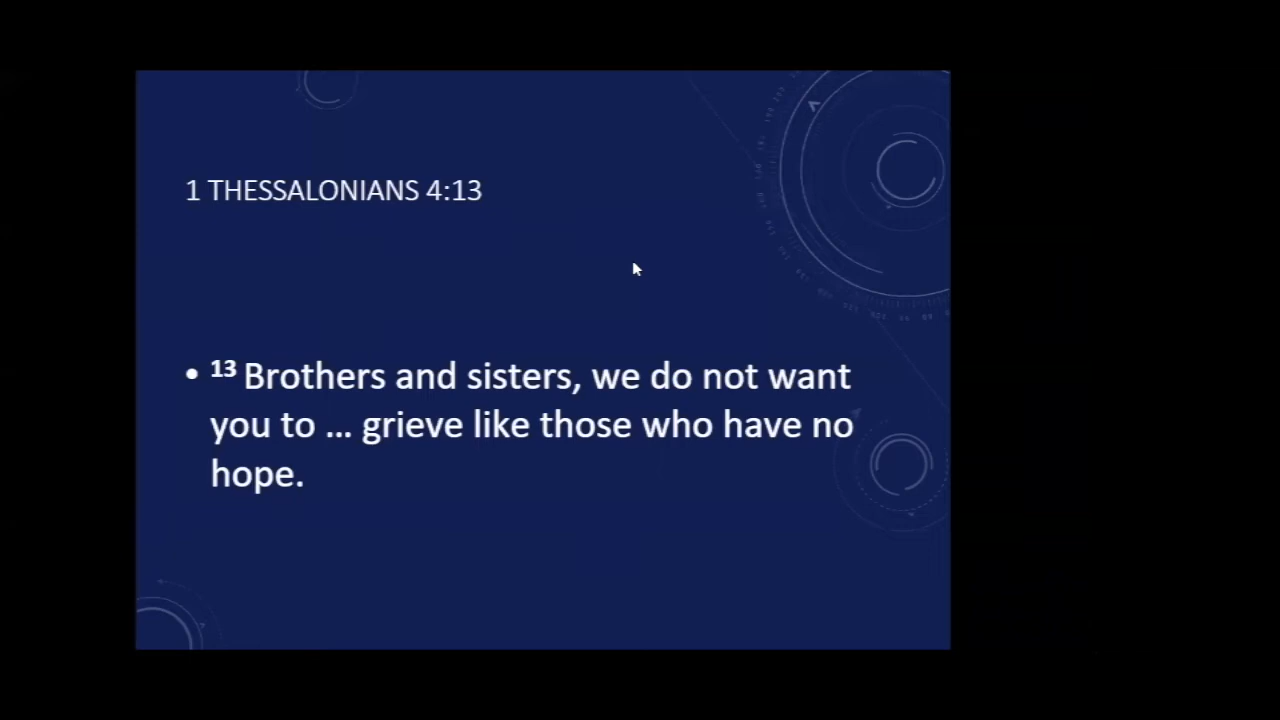 1 THESSALONIANS 4:13
• 13 Brothers and sisters, we do not want
you to ... grieve like those who have no
hope.